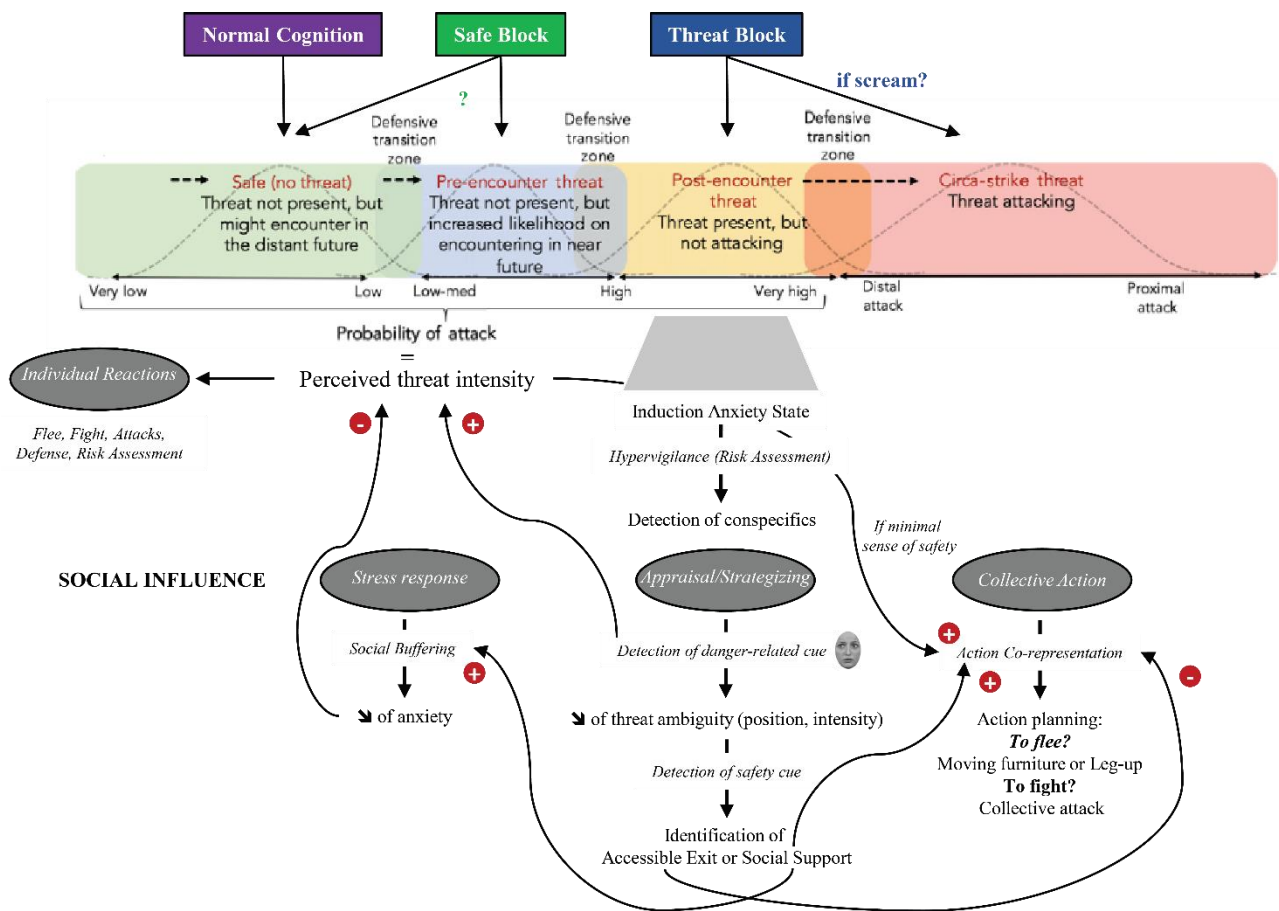 Normal Cognition
Safe Block
Threat Block
?
if scream?
Defensive
transition
zone
Defensive
transition
zone
Defensive
transition
zone
Safe (no threat)
Threat not present, but
might encounter in
the distant future
Pre-encounter threat
Threat not present, but
increased likelihood on
encountering in near
future
Post-encounter
threat
Threat present, but
not attacking
Circa-strike threat
Threat attacking
Very low
Low
Low-med
High
Very high
Distal
attack
Proximal
attack
Probability of attack
=
Perceived threat intensity
Individual Reactions
Flee, Fight, Attacks,
Defense, Risk Assessment
-
+
Induction Anxiety State
Hypervigilance (Risk Assessment)
Detection of conspecifics
If minimal
sense of safety
SOCIAL INFLUENCE
Stress response
Appraisal/Strategizing
Collective Action
Social Buffering
+
Detection of danger-related cue
+
Action Co-representation
+
-
↘ of anxiety
↘ of threat ambiguity (position, intensity)
Action planning:
To flee?
Moving furniture or Leg-up
To fight?
Collective attack
Detection of safety cue
Identification of
Accessible Exit or Social Support